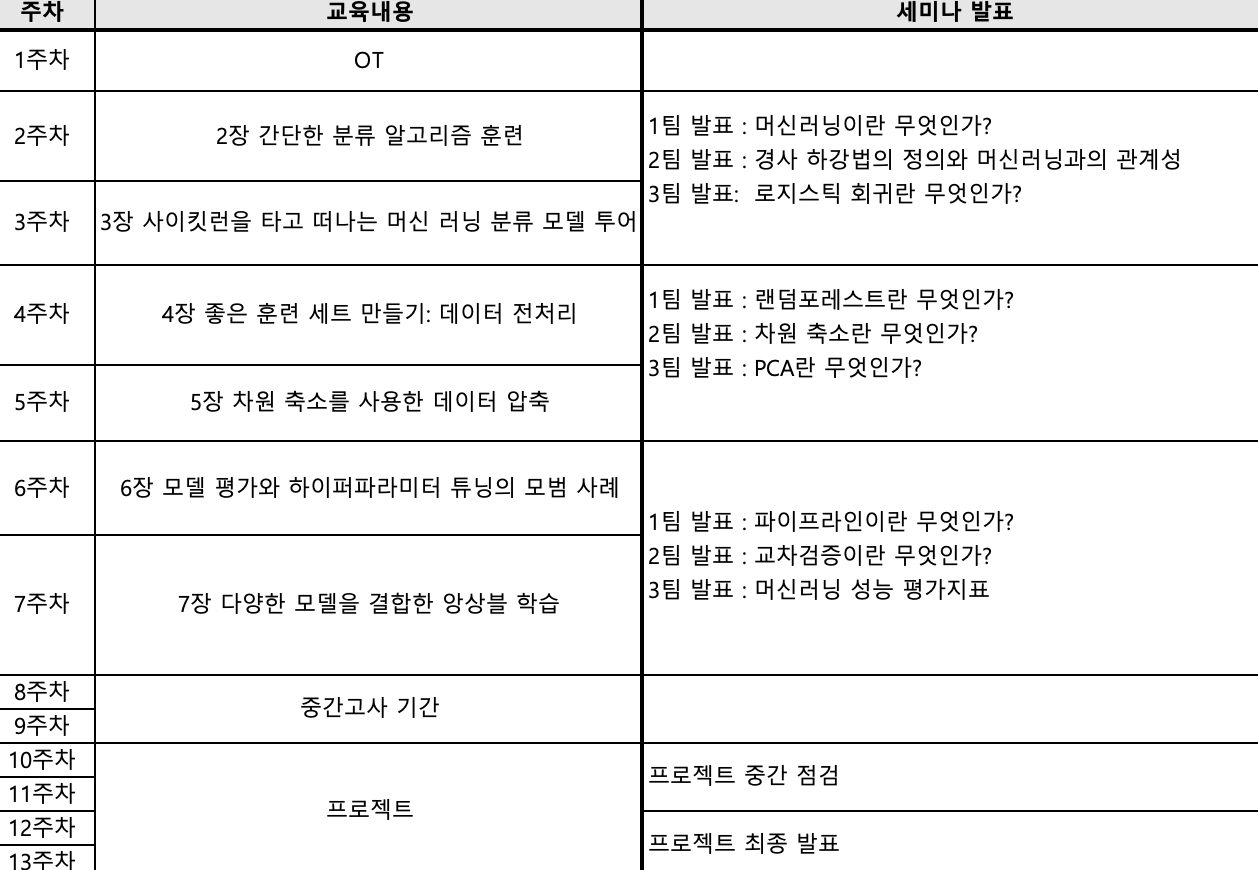 주차 교육내용 세미나 발표
1주차 OT
2주차 2장 간단한 분류 알고리즘 훈련
1팀 발표 : 머신러닝이란 무엇인가?
2팀 발표 : 경사 하강법의 정의와 머신러닝과의 관계성
3팀 발표: 로지스틱 회귀란 무엇인가?
3주차 3장 사이킷런을 타고 떠나는 머신 러닝 분류 모델 투어
4주차 4장 좋은 훈련 세트 만들기: 데이터 전처리
1팀 발표 : 랜덤포레스트란 무엇인가?
2팀 발표 : 차원 축소란 무엇인가?
3팀 발표 : PCA란 무엇인가?
5주차 5장 차원 축소를 사용한 데이터 압축
6주차 6장 모델 평가와 하이퍼파라미터 튜닝의 모범 사례
1팀 발표 : 파이프라인이란 무엇인가?
2팀 발표 : 교차검증이란 무엇인가?
3팀 발표 : 머신러닝 성능 평가지표
7주차 7장 다양한 모델을 결합한 앙상블 학습
8주차
중간고사 기간
9주차
10주차
프로젝트 중간 점검
11주차
프로젝트
12주차
프로젝트 최종 발표
13주차